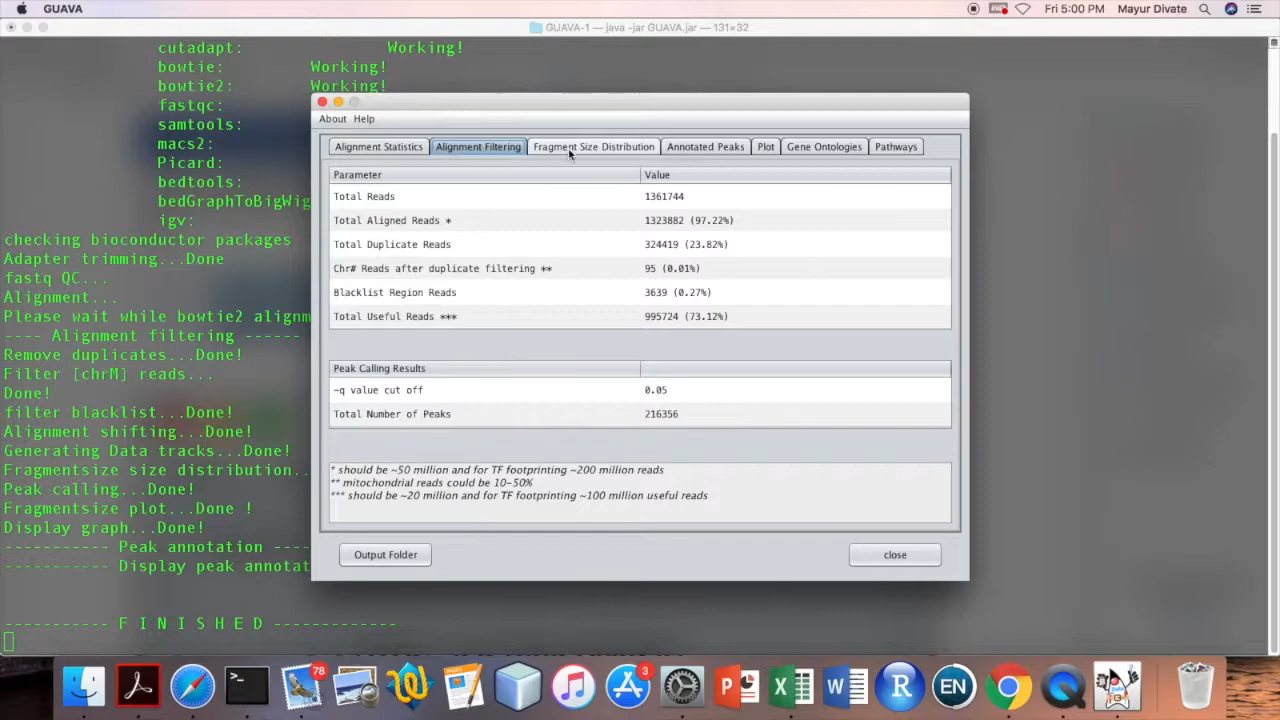 GUAVA
Fri 5:00 PM Mayur Divate
GUAVA-1 — java -jar GUAVA.jar — 131×32
cutadapt: Working!
bowtie: Working!
bowtie2: Working!
fastqc:
samtools:
macs2:
Picard:
bedtools:
bedGraphToBigWig
igv:
checking bioconductor packages
Adapter trimming...Done
fastq QC...
Alignment...
Please wait while bowtie2 alignm
---- Alignment filtering ------
Remove duplicates...Done!
Filter [chrM] reads...
Done!
filter blacklist...Done!
Alignment shifting...Done!
Generating Data tracks...Done!
Fragmentsize size distribution..
Peak calling...Done!
Fragmentsize plot...Done !
Display graph...Done!
----------- Peak annotation ----
----------- Display peak annotat
----------- F I N I S H E D -------------
About Help
Alignment Statistics Alignment Filtering Fragment Size Distribution Annotated Peaks Plot Gene Ontologies Pathways
Parameter Value
Total Reads 1361744
Total Aligned Reads * 1323882 (97.22%)
Total Duplicate Reads 324419 (23.82%)
Chr# Reads after duplicate filtering ** 95 (0.01%)
Blacklist Region Reads 3639 (0.27%)
Total Useful Reads *** 995724 (73.12%)
Peak Calling Results
-q value cut off 0.05
Total Number of Peaks 216356
* should be ~50 million and for TF footprinting ~200 million reads
** mitochondrial reads could be 10-50%
*** should be ~20 million and for TF footprinting ~100 million useful reads
Output Folder close
78
3
P
X
W
R
EN